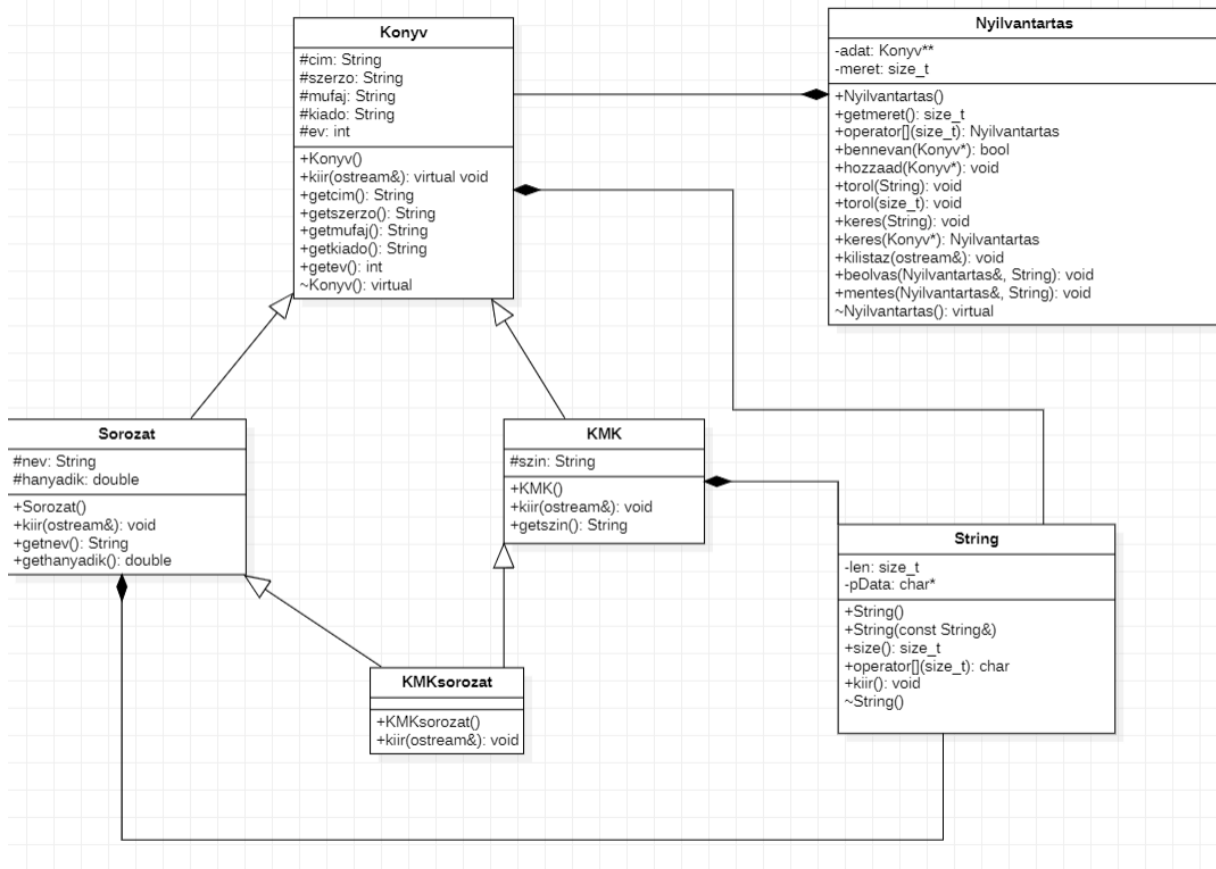 Konyv
#cim: String
#szerzo: String
#mufaj: String
#kiado: String
#ev: int
+Konyv()
+kiir(ostream&): virtual void
+getcim(): String
+getszerzo(): String
+getmufaj(): String
+getkiado(): String
+getev(): int
~Konyv(): virtual
Nyilvantartas
-adat: Konyv**
-meret: size_t
+Nyilvantartas()
+getmeret(): size_t
+operator[](size_t): Nyilvantartas
+bennevan(Konyv*): bool
+hozzaad(Konyv*): void
+torol(String): void
+torol(size_t): void
+keres(String): void
+keres(Konyv*): Nyilvantartas
+kilistaz(ostream&): void
+beolvas(Nyilvantartas&, String): void
+mentes(Nyilvantartas&, String): void
~Nyilvantartas(): virtual
Sorozat
#nev: String
#hanyadik: double
+Sorozat()
+kiir(ostream&): void
+getnev(): String
+gethanyadik(): double
KMK
#szin: String
+KMK()
+kiir(ostream&): void
+getszin(): String
String
-len: size_t
-pData: char*
+String()
+String(const String&)
+size(): size_t
+operator[](size_t): char
+kiir(): void
~String()
KMKsorozat
+KMKsorozat()
+kiir(ostream&): void